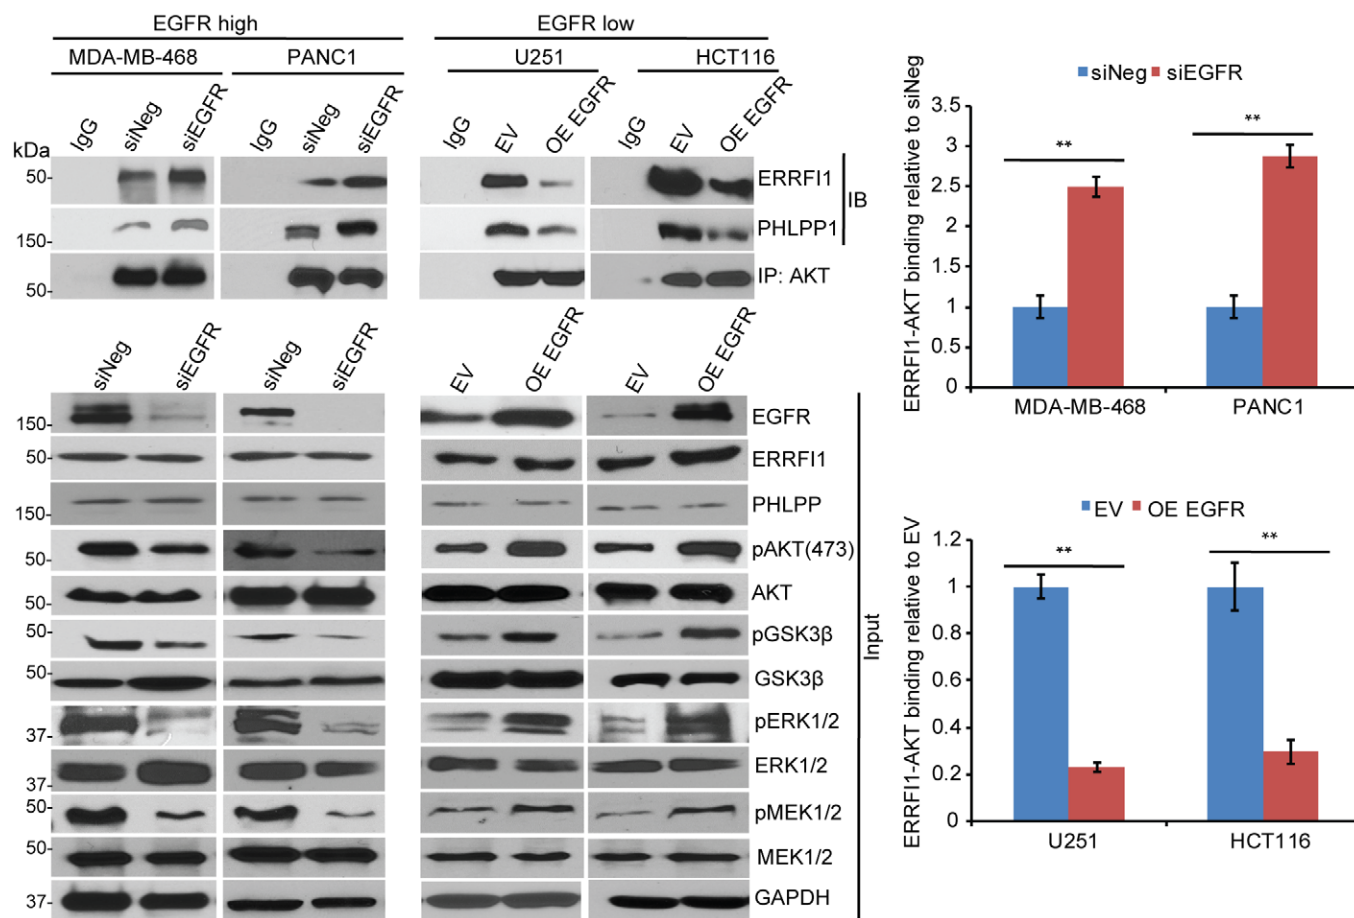 EGFR high
EGFR low
MDA-MB-468
PANC1
U251
HCT116
IgG
siNeg
siEGFR
IgG
siNeg
siEGFR
IgG
EV
OE EGFR
IgG
EV
OE EGFR
kDa
50
ERRFI1
150
PHLPP1
IB
50
IP: AKT
siNeg
siEGFR
siNeg
siEGFR
EV
OE EGFR
EV
OE EGFR
150
EGFR
50
ERRFI1
150
PHLPP
50
pAKT(473)
50
AKT
50
pGSK3β
50
GSK3β
37
pERK1/2
37
ERK1/2
50
pMEK1/2
50
MEK1/2
37
GAPDH
Input
siNeg siEGFR
ERRFI1-AKT binding relative to siNeg
3.5
3
2.5
2
1.5
1
0.5
0
**
**
MDA-MB-468
PANC1
EV OE EGFR
ERRFI1-AKT binding relative to EV
1.2
1
0.8
0.6
0.4
0.2
0
**
**
U251
HCT116